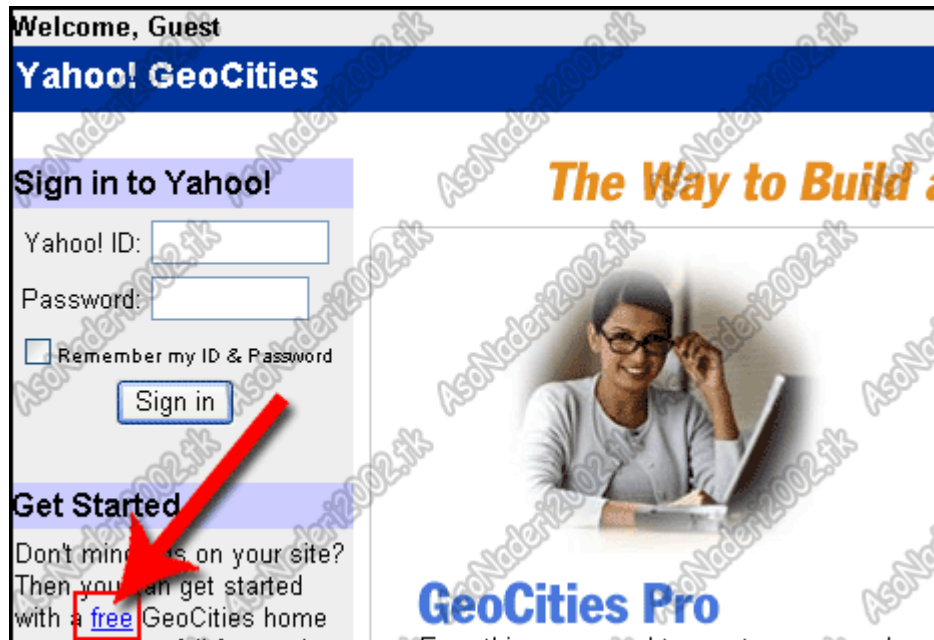 Welcome, Guest
Yahoo! GeoCities
Sign in to Yahoo!
Yahoo! ID:
Password:
Remember my ID & Password
Sign in
Get Started
Don't on your site?
Then you can get started
with a free GeoCities home
The Way to Build a
GeoCities Pro
AsoNaderi2002.tk